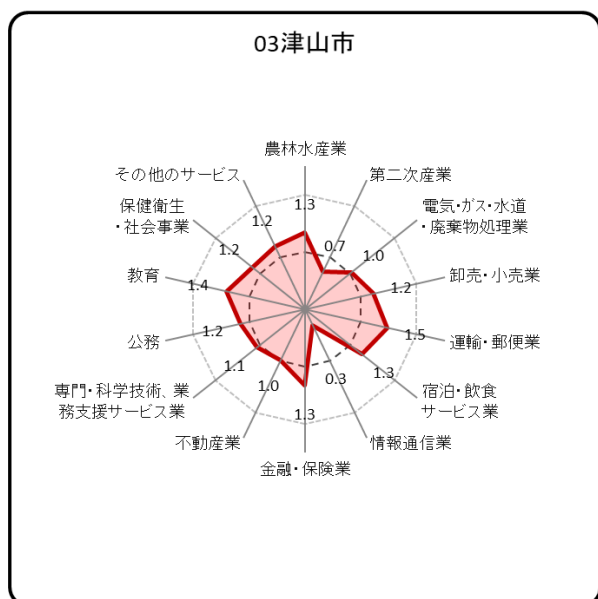 03津山市
農林水産業
その他のサービス
第二次産業
保健衛生
・社会事業
電気・ガス・水道
・廃棄物処理業
1.3
1.2
0.7
1.2
1.0
教育
1.4
1.2
卸売・小売業
公務
1.2
1.5
運輸・郵便業
専門・科学技術、業
務支援サービス業
1.1
1.3
宿泊・飲食
サービス業
1.0
0.3
不動産業
1.3
情報通信業
金融・保険業